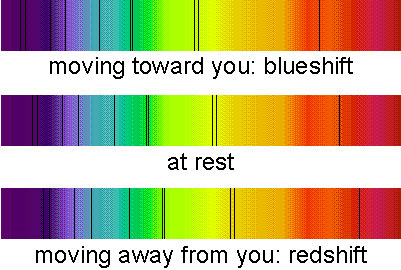 moving toward you: blueshift
at rest
moving away from you: redshift